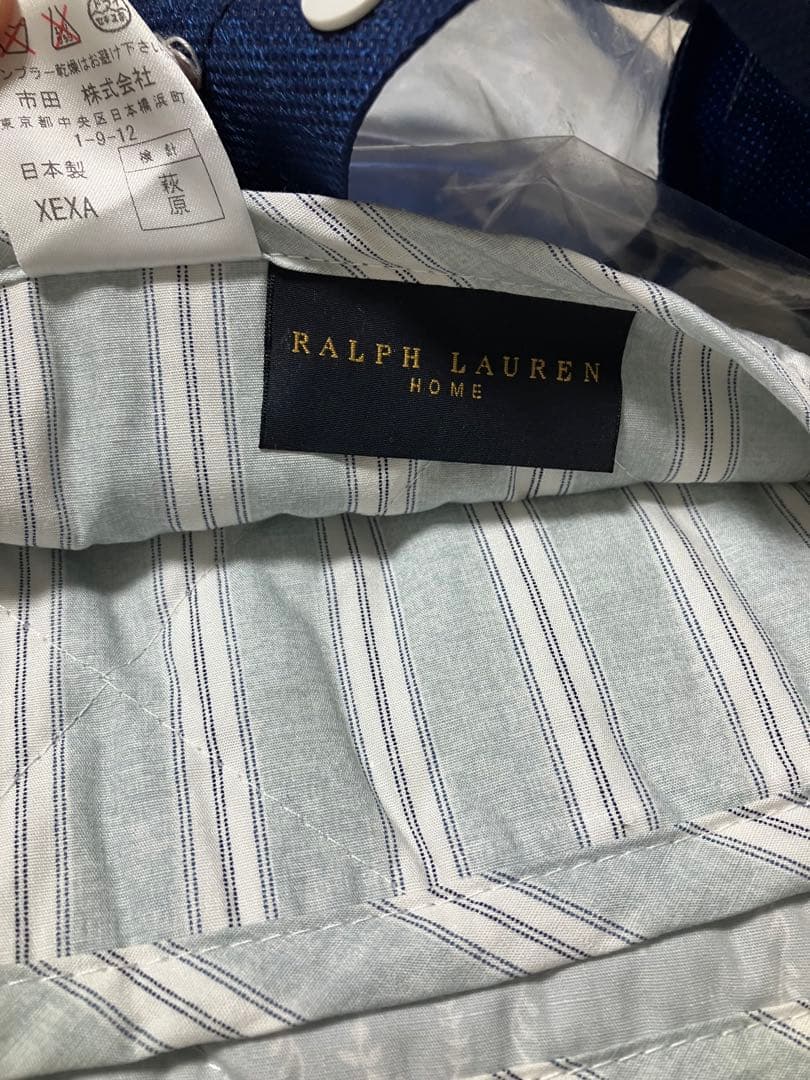 ンブラー乾燥はお避け下さい
市田 株式会社
東京都中央区日本橋浜町
1-9-12
日本製
検針
萩原
XEXA
RALPH LAUREN
HOME